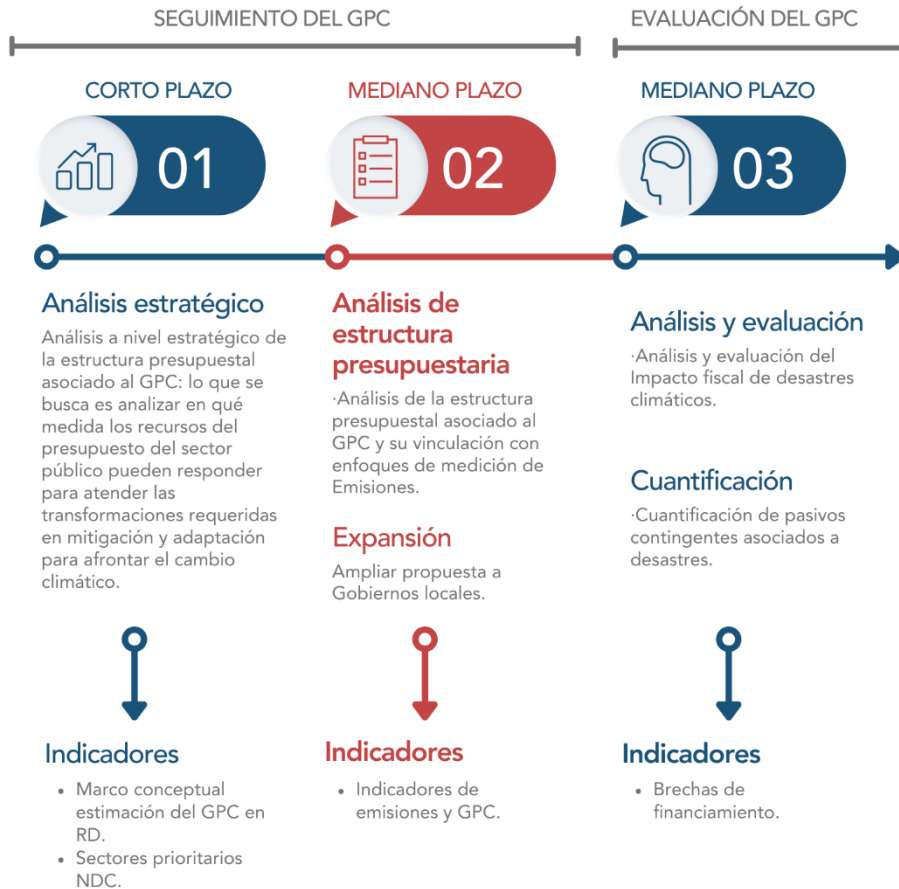 SEGUIMIENTO DEL GPC
EVALUACIÓN DEL GPC
CORTO PLAZO
01
Análisis estratégico
Análisis a nivel estratégico de
la estructura presupuestal
asociado al GPC: lo que se
busca es analizar en qué
medida los recursos del
presupuesto del sector
público pueden responder
para atender las
transformaciones requeridas
en mitigación y adaptación
para afrontar el cambio
climático.
Indicadores
• Marco conceptual
estimación del GPC en
RD.
• Sectores prioritarios
NDC.
MEDIANO PLAZO
02
Análisis de
estructura
presupuestaria
·Análisis de la estructura
presupuestal asociado al
GPC y su vinculación con
enfoques de medición de
Emisiones.
Expansión
Ampliar propuesta a
Gobiernos locales.
Indicadores
• Indicadores de
emisiones y GPC.
MEDIANO PLAZO
03
Análisis y evaluación
·Análisis y evaluación del
Impacto fiscal de desastres
climáticos.
Cuantificación
·Cuantificación de pasivos
contingentes asociados a
desastres.
Indicadores
• Brechas de
financiamiento.